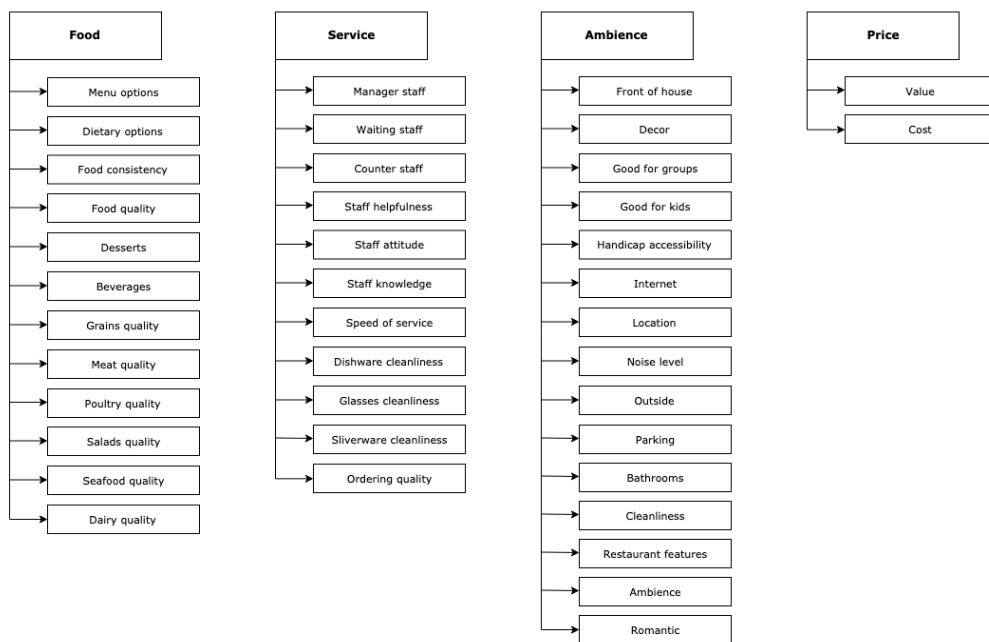 Food
Menu options
Dietary options
Food consistency
Food quality
Desserts
Beverages
Grains quality
Meat quality
Poultry quality
Salads quality
Seafood quality
Dairy quality
Service
Manager staff
Waiting staff
Counter staff
Staff helpfulness
Staff attitude
Staff knowledge
Speed of service
Dishware cleanliness
Glasses cleanliness
Sliverware cleanliness
Ordering quality
Ambience
Front of house
Decor
Good for groups
Good for kids
Handicap accessibility
Internet
Location
Noise level
Outside
Parking
Bathrooms
Cleanliness
Restaurant features
Ambience
Romantic
Price
Value
Cost